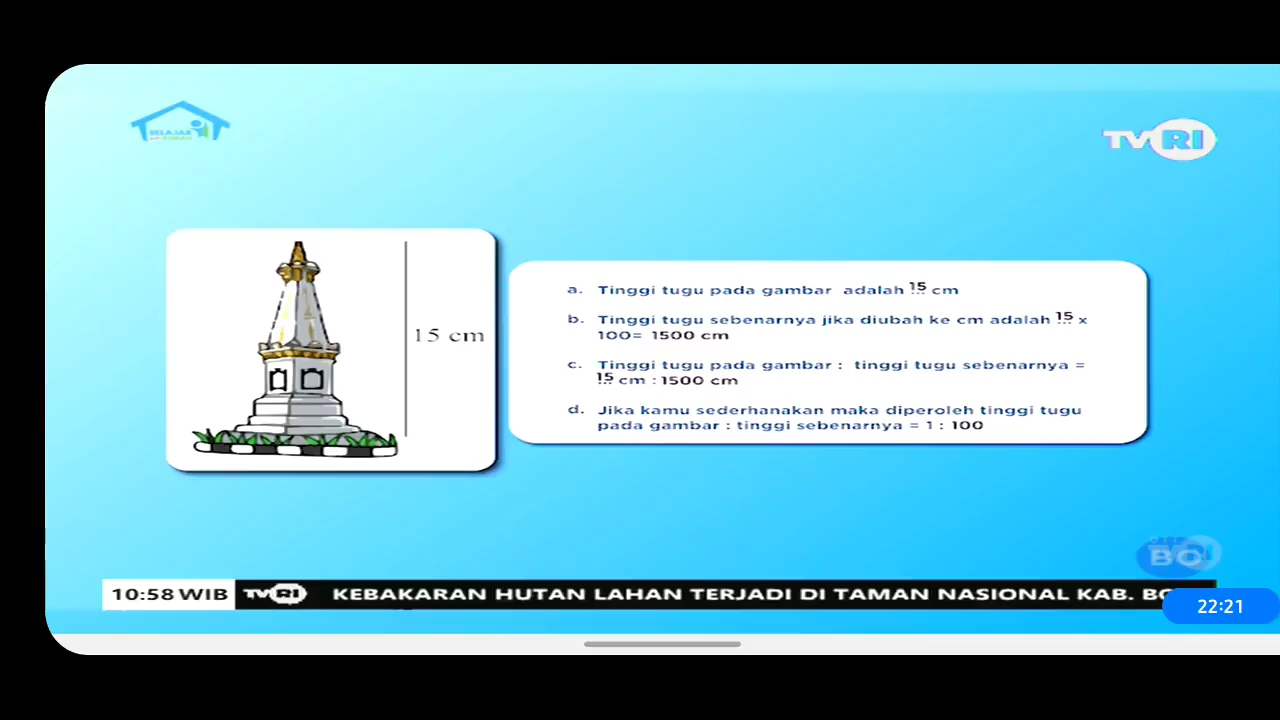 BELAJAR
TVRI
15 cm
a. Tinggi tugu pada gambar adalah 15 cm
b. Tinggi tugu sebenarnya jika diubah ke cm adalah 15 x
100= 1500 cm
c. Tinggi tugu pada gambar : tinggi tugu sebenarnya =
15 cm : 1500 cm
d. Jika kamu sederhanakan maka diperoleh tinggi tugu
pada gambar : tinggi sebenarnya = 1 : 100
BO
10:58 WIB TVRI KEBAKARAN HUTAN LAHAN TERJADI DI TAMAN NASIONAL KAB. BO
22:21